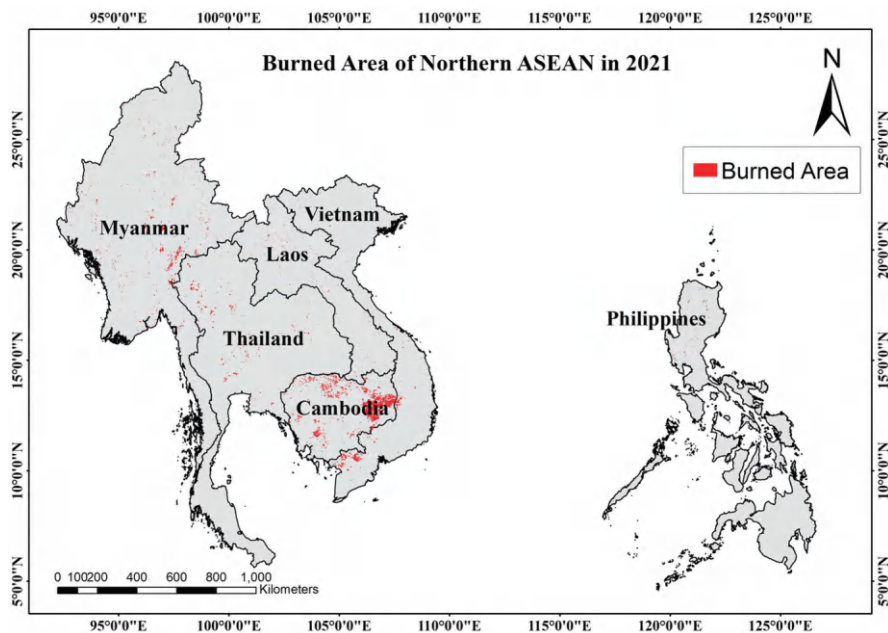 95°0'0"E 100°0'0"E 105°0'0"E 110°0'0"E 115°0'0"E 120°0'0"E 125°0'0"E
Burned Area of Northern ASEAN in 2021
N
Burned Area
25°0'0"N
25°0'0"N
Vietnam
Myanmar
Laos
20°0'0"N
20°0'0"N
Philippines
Thailand
15°0'0"N
15°0'0"N
Cambodia
10°0'0"N
10°0'0"N
0 100 200 400 600 800 1,000
Kilometers
5°0'0"N
5°0'0"N
95°0'0"E 100°0'0"E 105°0'0"E 110°0'0"E 115°0'0"E 120°0'0"E 125°0'0"E